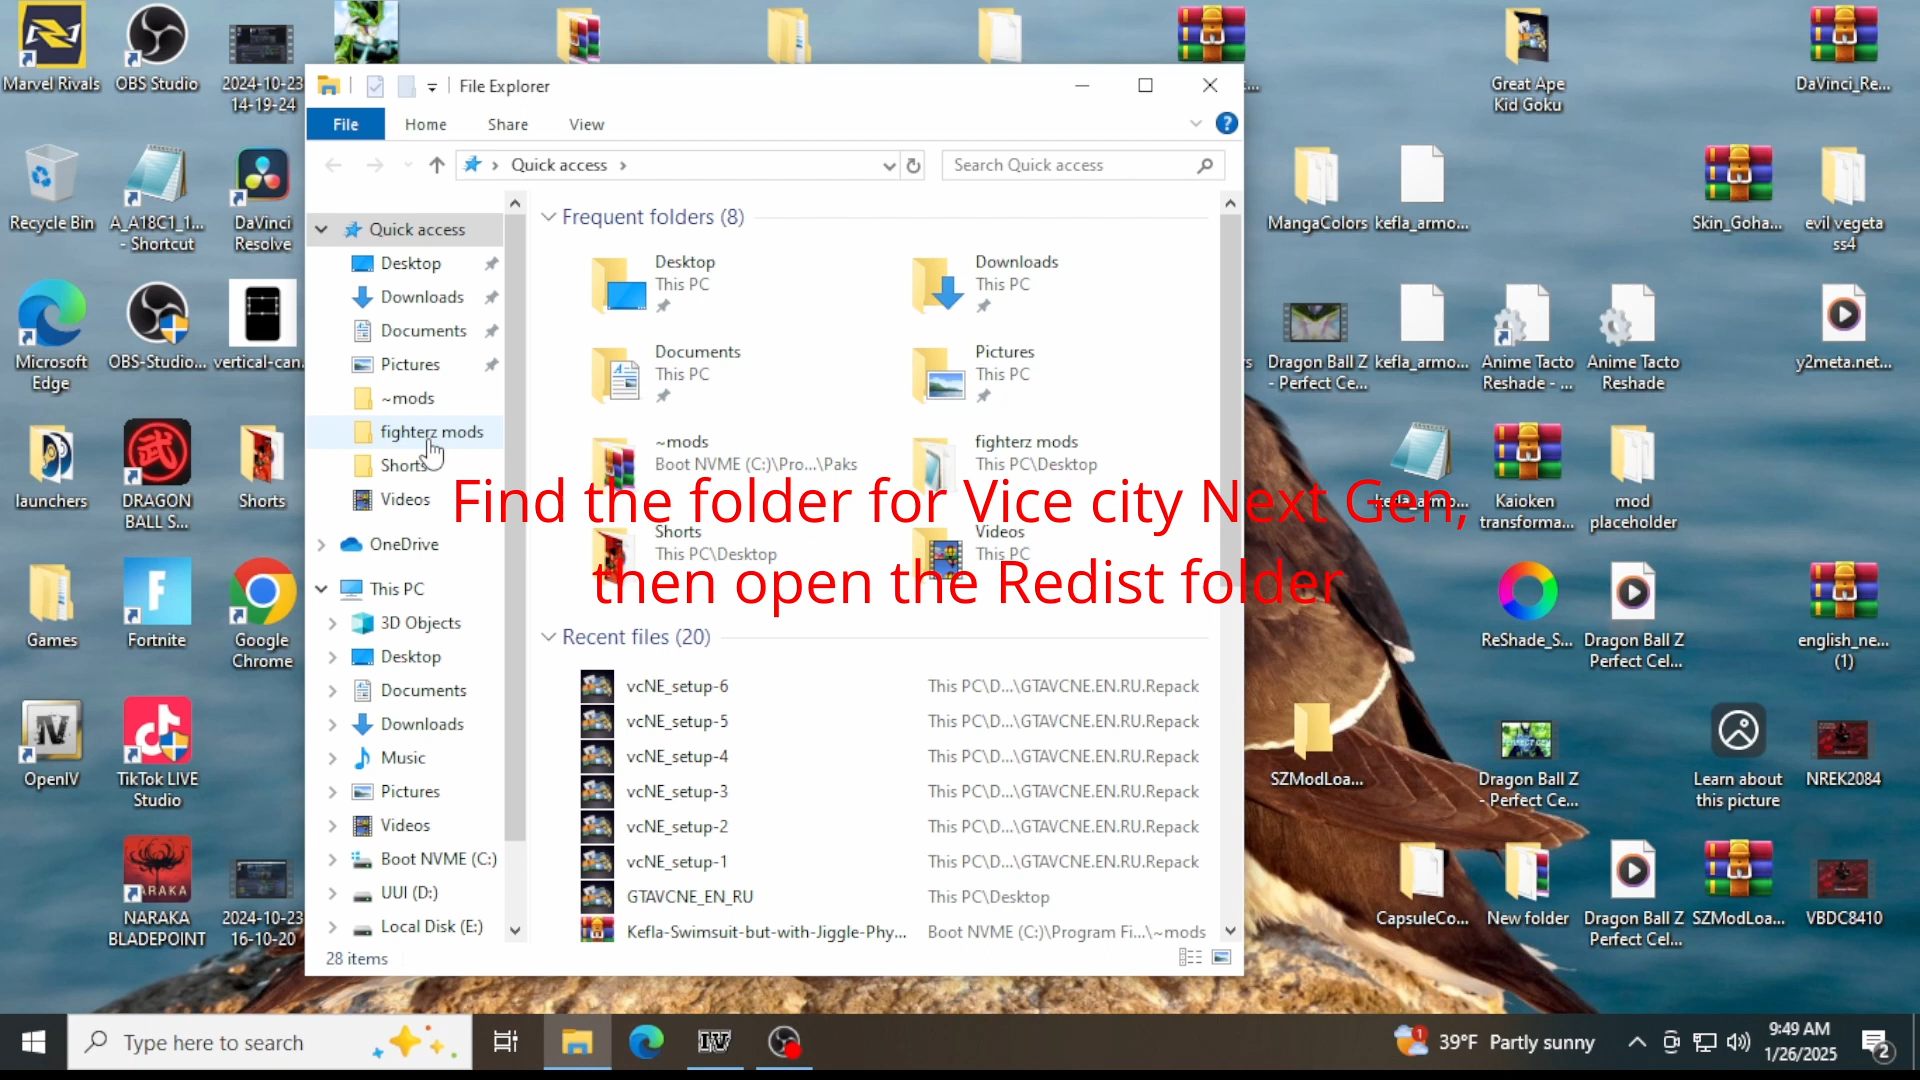 Marvel Rivals
OBS Studio
2024-10-23
14-19-24
Great Ape
Kid Goku
DaVinci_Re...
File Explorer
File
Home
Share
View
Quick access
Search Quick access
Recycle Bin
A_A18C1_1...
- Shortcut
DaVinci
Resolve
MangaColors
kefla_armo...
Skin_Goha...
evil vegeta
ss4
Quick access
Desktop
Downloads
Documents
Pictures
~mods
fighterz mods
Shorts
Videos
OneDrive
This PC
3D Objects
Desktop
Documents
Downloads
Music
Pictures
Videos
Boot NVME (C:)
UUI (D:)
Local Disk (E:)
28 items
Frequent folders (8)
Desktop
This PC
Downloads
This PC
Documents
This PC
Pictures
This PC
~mods
Boot NVME (C:)\Pro...\Paks
fighterz mods
This PC\Desktop
Shorts
This PC\Desktop
Videos
This PC
Find the folder for Vice city Next Gen,
then open the Redist folder
Recent files (20)
vcNE_setup-6 This PC\D...\GTAVCNE.EN.RU.Repack
vcNE_setup-5 This PC\D...\GTAVCNE.EN.RU.Repack
vcNE_setup-4 This PC\D...\GTAVCNE.EN.RU.Repack
vcNE_setup-3 This PC\D...\GTAVCNE.EN.RU.Repack
vcNE_setup-2 This PC\D...\GTAVCNE.EN.RU.Repack
vcNE_setup-1 This PC\D...\GTAVCNE.EN.RU.Repack
GTAVCNE_EN_RU This PC\Desktop
Kefla-Swimsuit-but-with-Jiggle-Phy... Boot NVME (C:)\Program Fi...\~mods
Microsoft
Edge
OBS-Studio...
vertical-can.
Dragon Ball Z
- Perfect Ce...
kefla_armo...
Anime Tacto
Reshade - ...
Anime Tacto
Reshade
y2meta.net...
launchers
DRAGON
BALL S...
Shorts
kefla_armo...
Kaioken
transforma...
mod
placeholder
Games
Fortnite
Google
Chrome
ReShade_S...
Dragon Ball Z
Perfect Cel...
english_ne...
(1)
OpenIV
TikTok LIVE
Studio
SZModLoa...
Dragon Ball Z
- Perfect Ce...
Learn about
this picture
NREK2084
NARAKA
BLADEPOINT
2024-10-23
16-10-20
CapsuleCo...
New folder
Dragon Ball Z
Perfect Cel...
SZModLoa...
VBDC8410
Type here to search
39°F Partly sunny
9:49 AM
1/26/2025
2